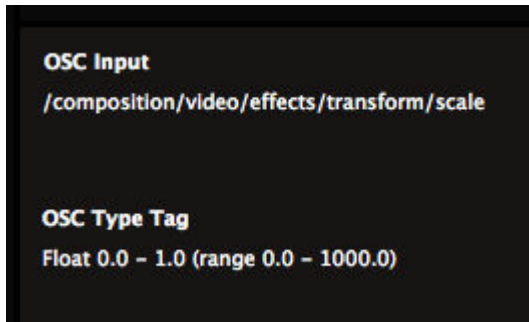 OSC Input
/composition/video/effects/transform/scale
OSC Type Tag
Float 0.0 – 1.0 (range 0.0 – 1000.0)